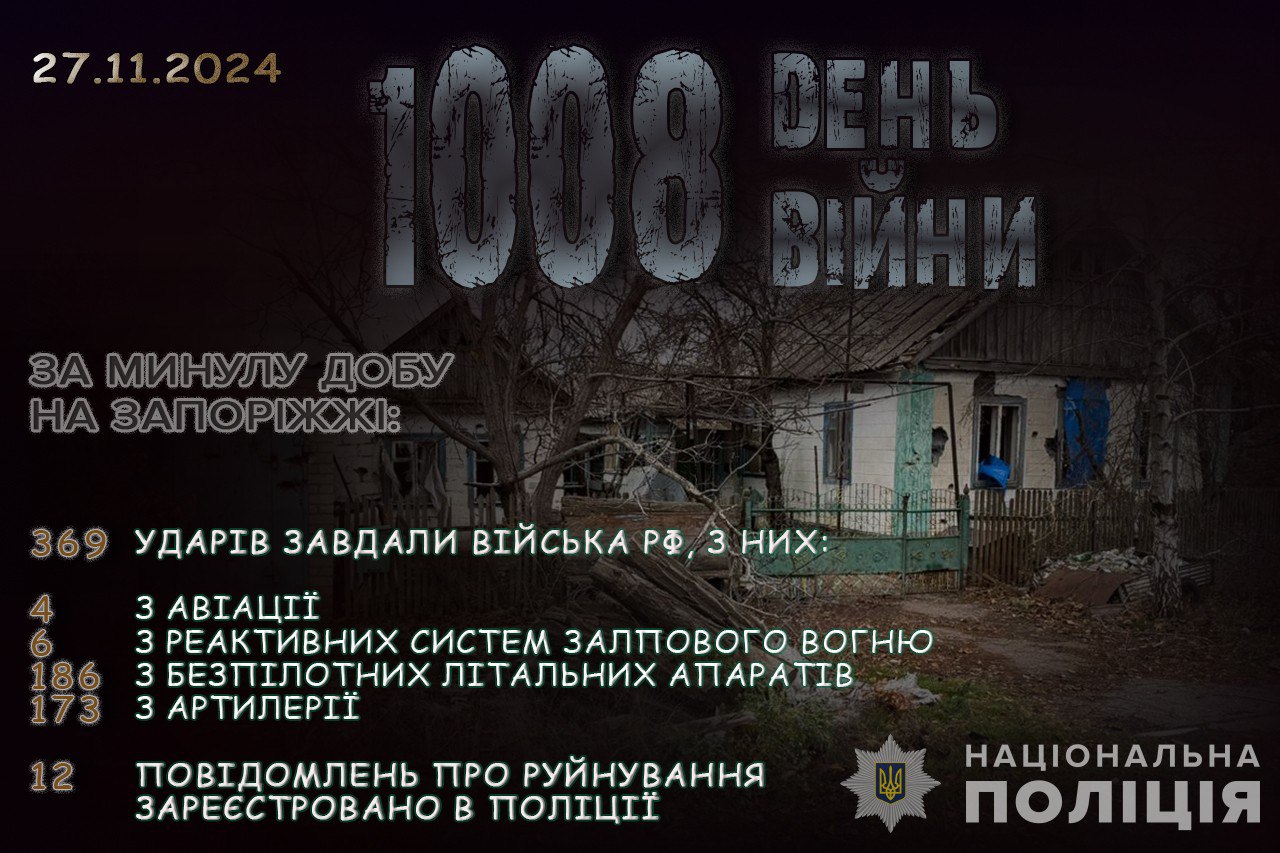 27.11.2024
1008 ДЕНЬ
ВІЙНИ
ЗА МИНУЛУ ДОБУ
НА ЗАПОРІЖЖІ:
369 УДАРІВ ЗАВДАЛИ ВІЙСЬКА РФ, З НИХ:
4 З АВІАЦІЇ
6 З РЕАКТИВНИХ СИСТЕМ ЗАЛПОВОГО ВОГНЮ
186 З БЕЗПІЛОТНИХ ЛІТАЛЬНИХ АПАРАТІВ
173 З АРТИЛЕРІЇ
12 ПОВІДОМЛЕНЬ ПРО РУЙНУВАННЯ
ЗАРЕЄСТРОВАНО В ПОЛІЦІЇ
НАЦІОНАЛЬНА
ПОЛІЦІЯ